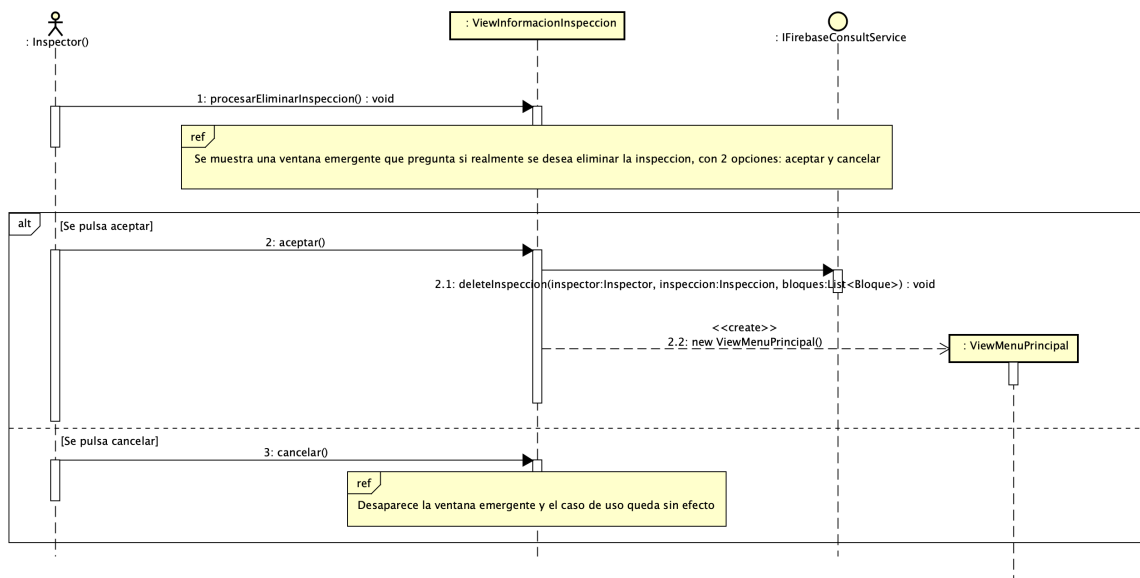 : Inspector()
: ViewInformacionInspeccion
: IFirebaseConsultService
1: procesarEliminarInspeccion() : void
ref
Se muestra una ventana emergente que pregunta si realmente se desea eliminar la inspeccion, con 2 opciones: aceptar y cancelar
alt
[Se pulsa aceptar]
2: aceptar()
2.1: deleteInspeccion(inspector:Inspector, inspeccion:Inspeccion, bloques:List<Bloque>) : void
<<create>>
2.2: new ViewMenuPrincipal()
: ViewMenuPrincipal
[Se pulsa cancelar]
3: cancelar()
ref
Desaparece la ventana emergente y el caso de uso queda sin efecto